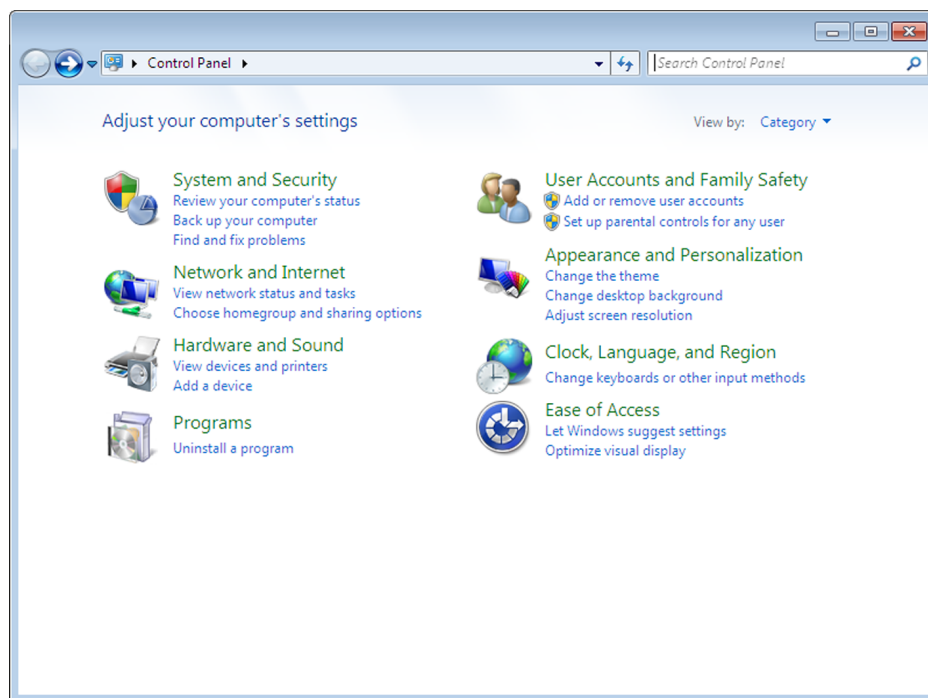 Control Panel
Search Control Panel
Adjust your computer's settings
View by: Category
System and Security
Review your computer's status
Back up your computer
Find and fix problems
Network and Internet
View network status and tasks
Choose homegroup and sharing options
Hardware and Sound
View devices and printers
Add a device
Programs
Uninstall a program
User Accounts and Family Safety
Add or remove user accounts
Set up parental controls for any user
Appearance and Personalization
Change the theme
Change desktop background
Adjust screen resolution
Clock, Language, and Region
Change keyboards or other input methods
Ease of Access
Let Windows suggest settings
Optimize visual display